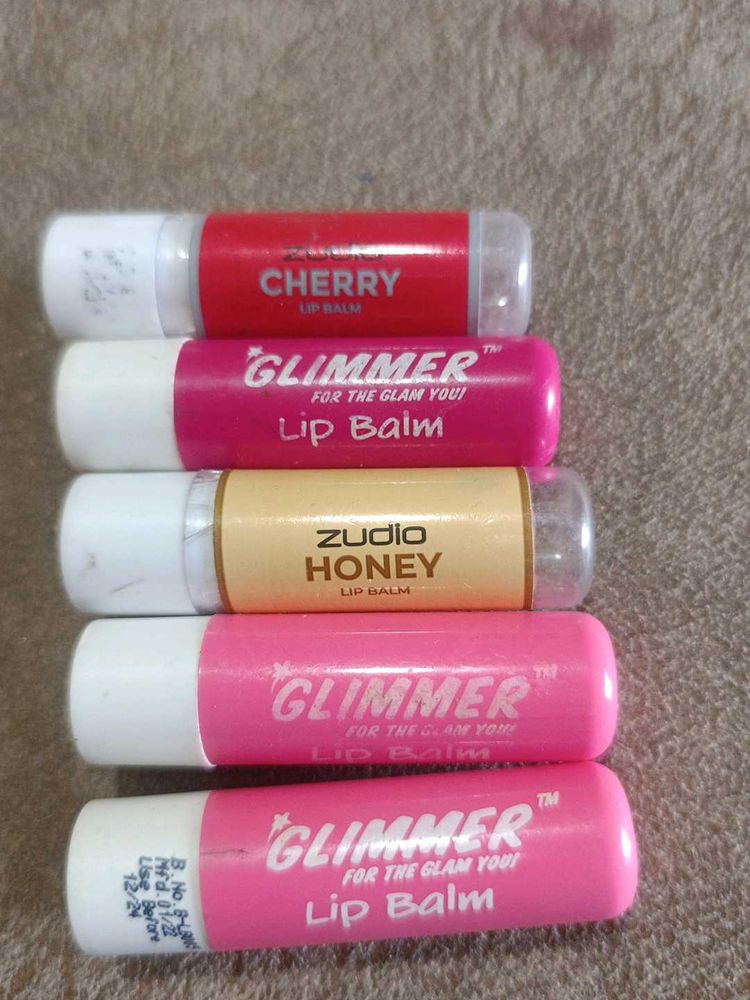 zudio
CHERRY
LIP BALM
GLIMMER™
FOR THE GLAM YOU!
Lip Balm
zudio
HONEY
LIP BALM
GLIMMER™
FOR THE GLAM YOU!
Lip Balm
GLIMMER™
FOR THE GLAM YOU!
Lip Balm
B. No.
Mfd. 01/22
Use Before
12/24